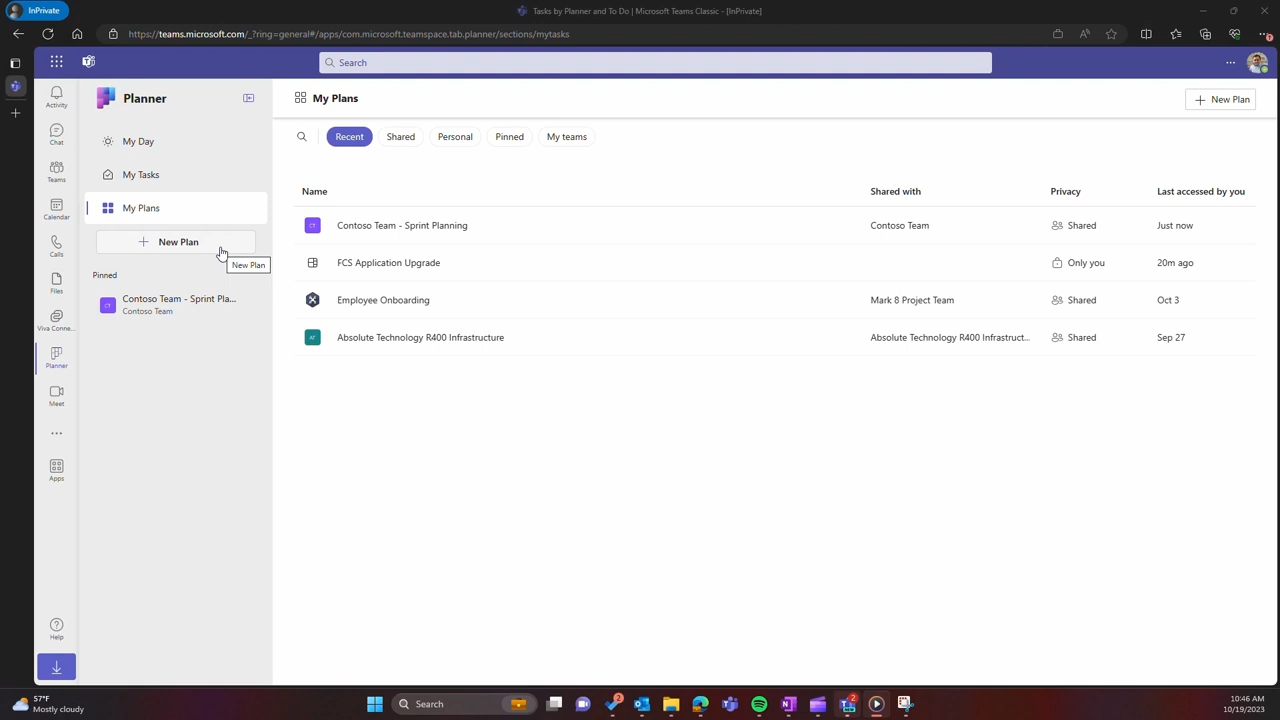 InPrivate
Tasks by Planner and To Do | Microsoft Teams Classic - [InPrivate]
https://teams.microsoft.com/_?ring=general#/apps/com.microsoft.teamspace.tab.planner/sections/mytasks
Search
Activity
Chat
Teams
Calendar
Calls
Files
Viva Conne...
Planner
Meet
Apps
Help
Planner
My Day
My Tasks
My Plans
New Plan
New Plan
Pinned
CT
Contoso Team - Sprint Pla...
Contoso Team
My Plans
New Plan
Recent Shared Personal Pinned My teams
Name Shared with Privacy Last accessed by you
CT Contoso Team - Sprint Planning Contoso Team Shared Just now
FCS Application Upgrade Only you 20m ago
Employee Onboarding Mark 8 Project Team Shared Oct 3
AT Absolute Technology R400 Infrastructure Absolute Technology R400 Infrastruct... Shared Sep 27
57°F
Mostly cloudy
Search
2
2
10:46 AM
10/19/2023